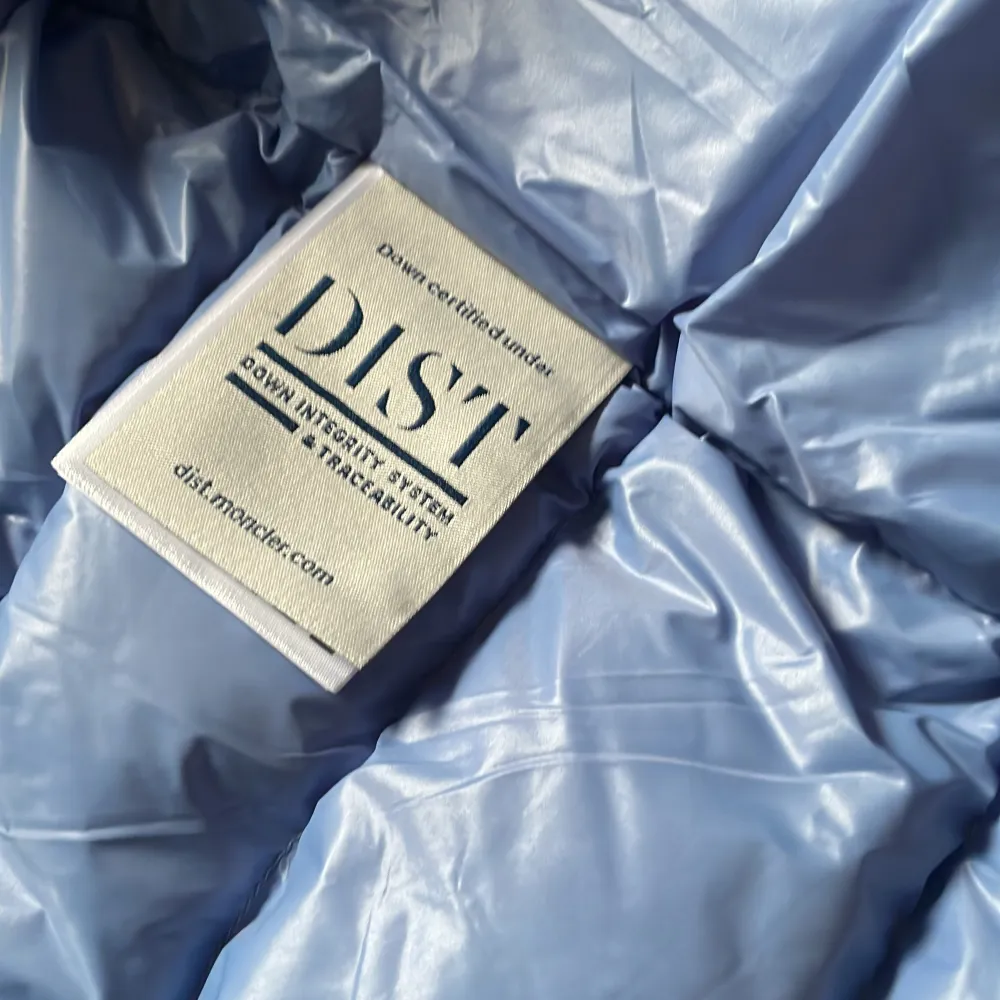 Down certified under
DIST
DOWN INTEGRITY SYSTEM
& TRACEABILITY
dist.moncler.com